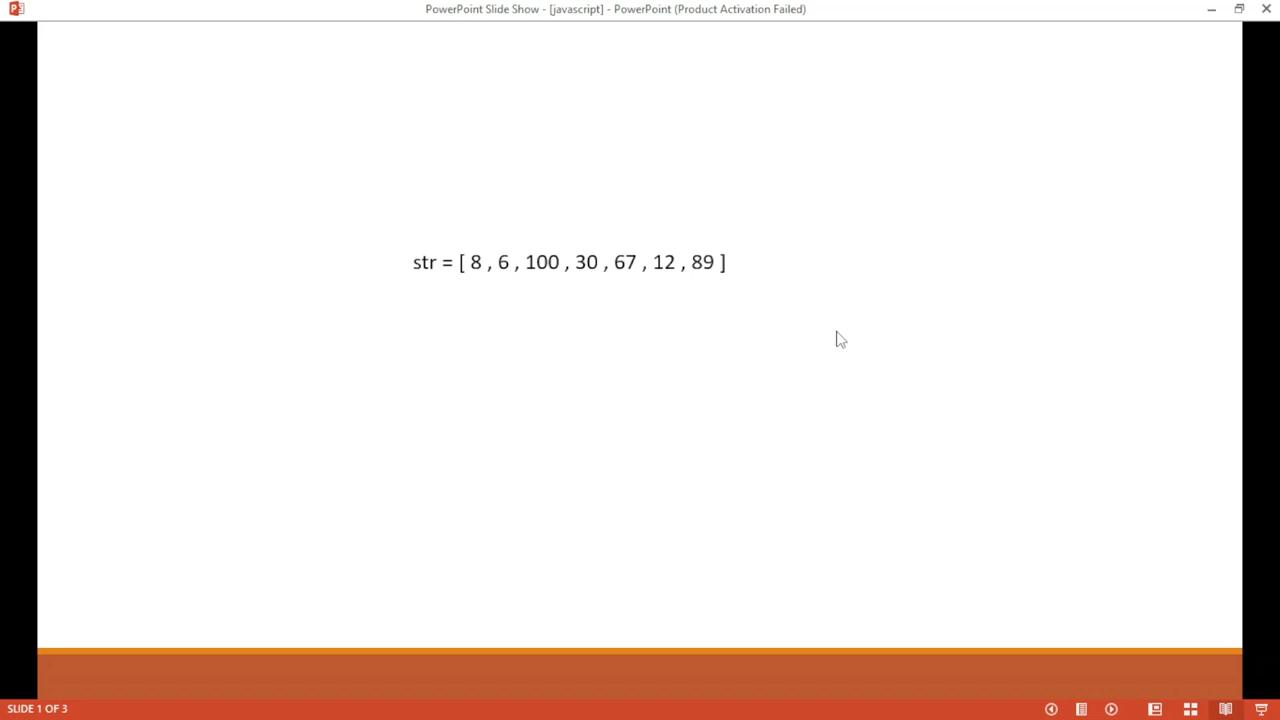 PowerPoint Slide Show - [javascript] - PowerPoint (Product Activation Failed)
str = [ 8 , 6 , 100 , 30 , 67 , 12 , 89 ]
SLIDE 1 OF 3